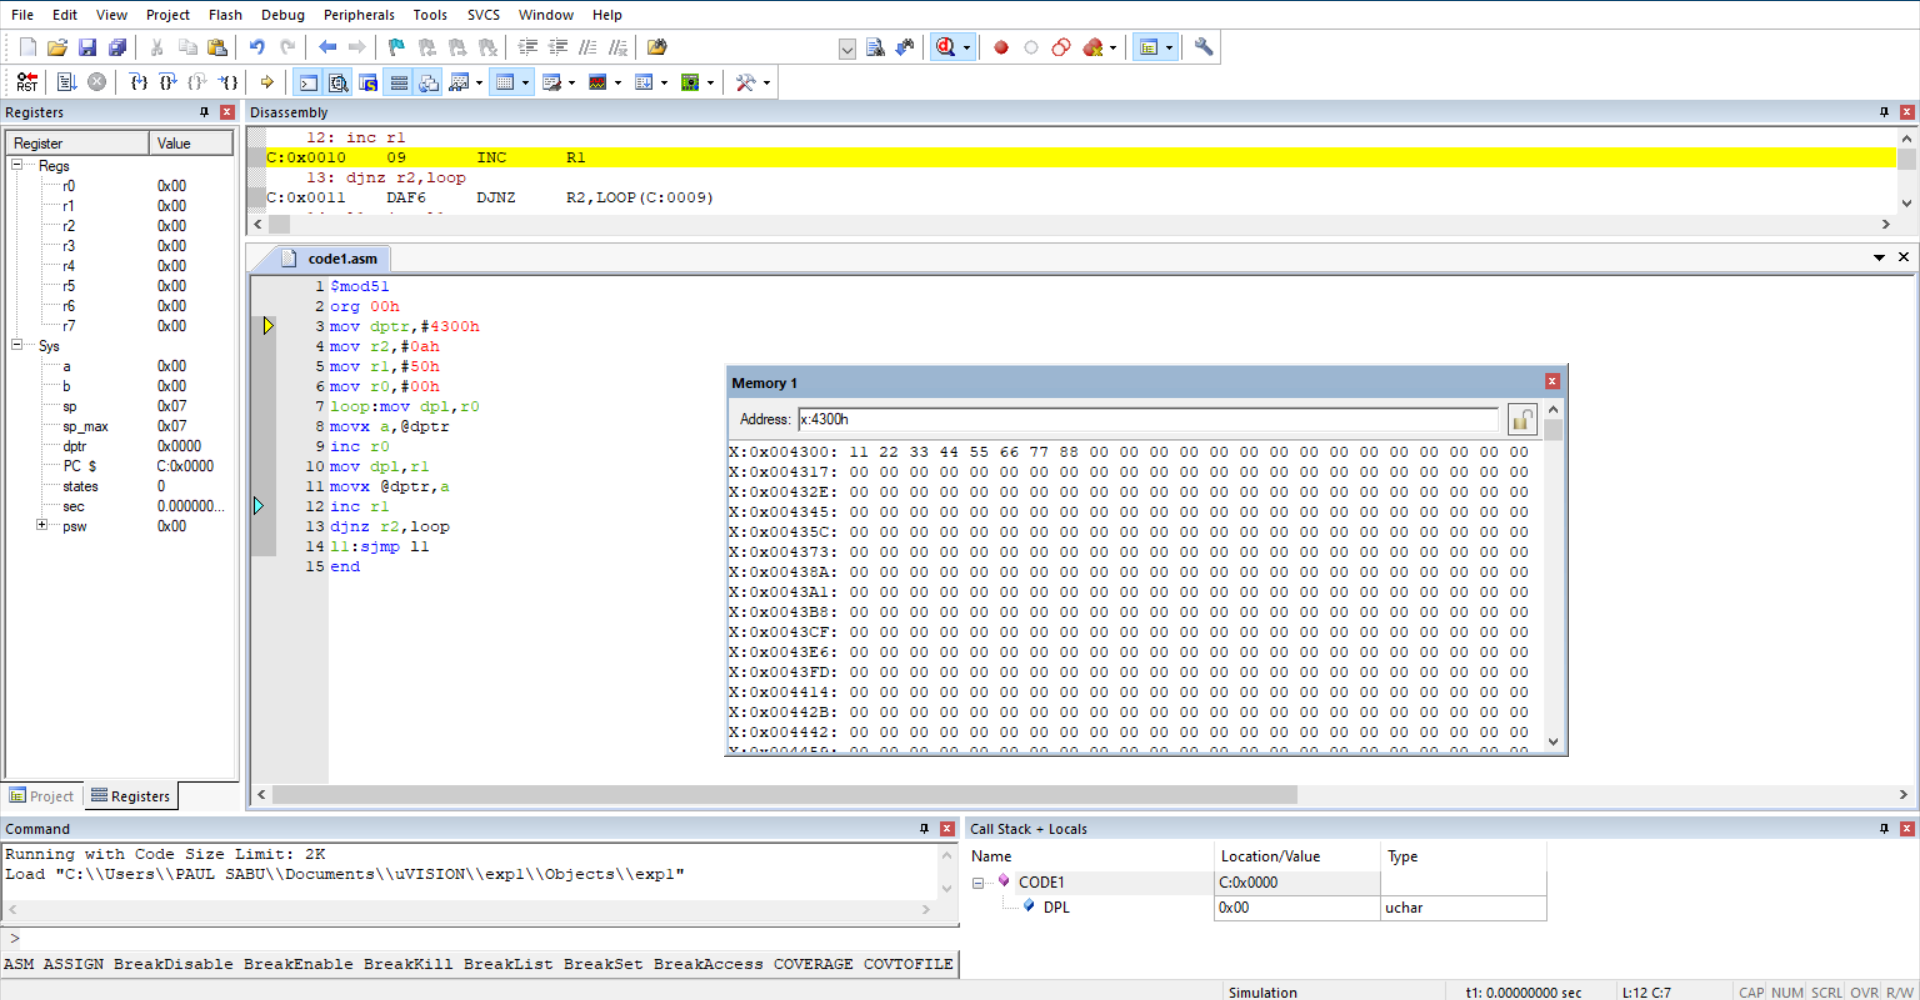 File Edit View Project Flash Debug Peripherals Tools SVCS Window Help
Registers
Register Value
Regs
r0 0x00
r1 0x00
r2 0x00
r3 0x00
r4 0x00
r5 0x00
r6 0x00
r7 0x00
Sys
a 0x00
b 0x00
sp 0x07
sp_max 0x07
dptr 0x0000
PC $ C:0x0000
states 0
sec 0.000000...
psw 0x00
Project Registers
Disassembly
12: inc r1
C:0x0010 09 INC R1
13: djnz r2,loop
C:0x0011 DAF6 DJNZ R2,LOOP(C:0009)
code1.asm
1 $mod51
2 org 00h
3 mov dptr,#4300h
4 mov r2,#0ah
5 mov r1,#50h
6 mov r0,#00h
7 loop:mov dpl,r0
8 movx a,@dptr
9 inc r0
10 mov dpl,r1
11 movx @dptr,a
12 inc r1
13 djnz r2,loop
14 l1:sjmp l1
15 end
Memory 1
Address: x:4300h
X:0x004300: 11 22 33 44 55 66 77 88 00 00 00 00 00 00 00 00 00 00 00 00 00 00 00
X:0x004317: 00 00 00 00 00 00 00 00 00 00 00 00 00 00 00 00 00 00 00 00 00 00 00
X:0x00432E: 00 00 00 00 00 00 00 00 00 00 00 00 00 00 00 00 00 00 00 00 00 00 00
X:0x004345: 00 00 00 00 00 00 00 00 00 00 00 00 00 00 00 00 00 00 00 00 00 00 00
X:0x00435C: 00 00 00 00 00 00 00 00 00 00 00 00 00 00 00 00 00 00 00 00 00 00 00
X:0x004373: 00 00 00 00 00 00 00 00 00 00 00 00 00 00 00 00 00 00 00 00 00 00 00
X:0x00438A: 00 00 00 00 00 00 00 00 00 00 00 00 00 00 00 00 00 00 00 00 00 00 00
X:0x0043A1: 00 00 00 00 00 00 00 00 00 00 00 00 00 00 00 00 00 00 00 00 00 00 00
X:0x0043B8: 00 00 00 00 00 00 00 00 00 00 00 00 00 00 00 00 00 00 00 00 00 00 00
X:0x0043CF: 00 00 00 00 00 00 00 00 00 00 00 00 00 00 00 00 00 00 00 00 00 00 00
X:0x0043E6: 00 00 00 00 00 00 00 00 00 00 00 00 00 00 00 00 00 00 00 00 00 00 00
X:0x0043FD: 00 00 00 00 00 00 00 00 00 00 00 00 00 00 00 00 00 00 00 00 00 00 00
X:0x004414: 00 00 00 00 00 00 00 00 00 00 00 00 00 00 00 00 00 00 00 00 00 00 00
X:0x00442B: 00 00 00 00 00 00 00 00 00 00 00 00 00 00 00 00 00 00 00 00 00 00 00
X:0x004442: 00 00 00 00 00 00 00 00 00 00 00 00 00 00 00 00 00 00 00 00 00 00 00
X:0x004459: 00 00 00 00 00 00 00 00 00 00 00 00 00 00 00 00 00 00 00 00 00 00 00
Command
Running with Code Size Limit: 2K
Load "C:\\Users\\PAUL SABU\\Documents\\uVISION\\exp1\\Objects\\exp1"
>
ASM ASSIGN BreakDisable BreakEnable BreakKill BreakList BreakSet BreakAccess COVERAGE COVTOFILE
Call Stack + Locals
Name Location/Value Type
CODE1 C:0x0000
DPL 0x00 uchar
Simulation t1: 0.00000000 sec L:12 C:7 CAP NUM SCRL OVR R/W